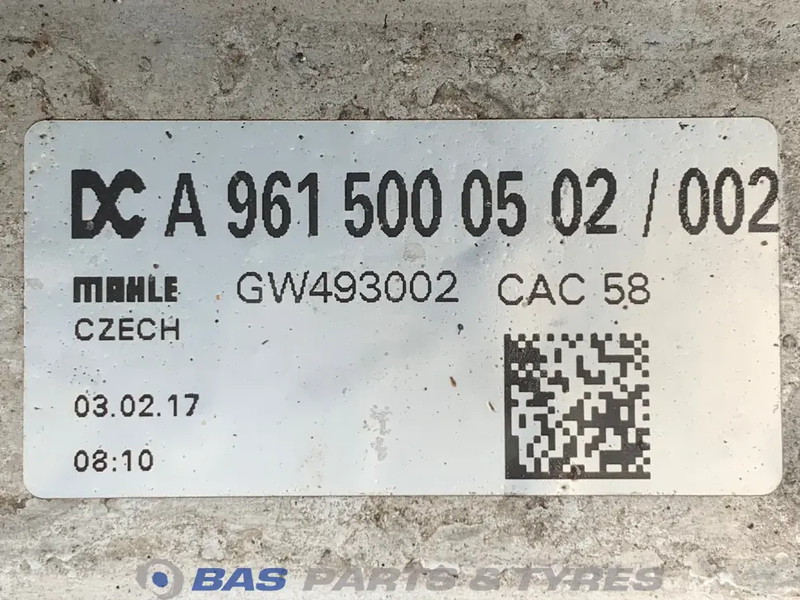 DC A 961 500 05 02 / 002
MAHLE GW493002 CAC 58
CZECH
03.02.17
08:10
BAS PARTS & TYRES